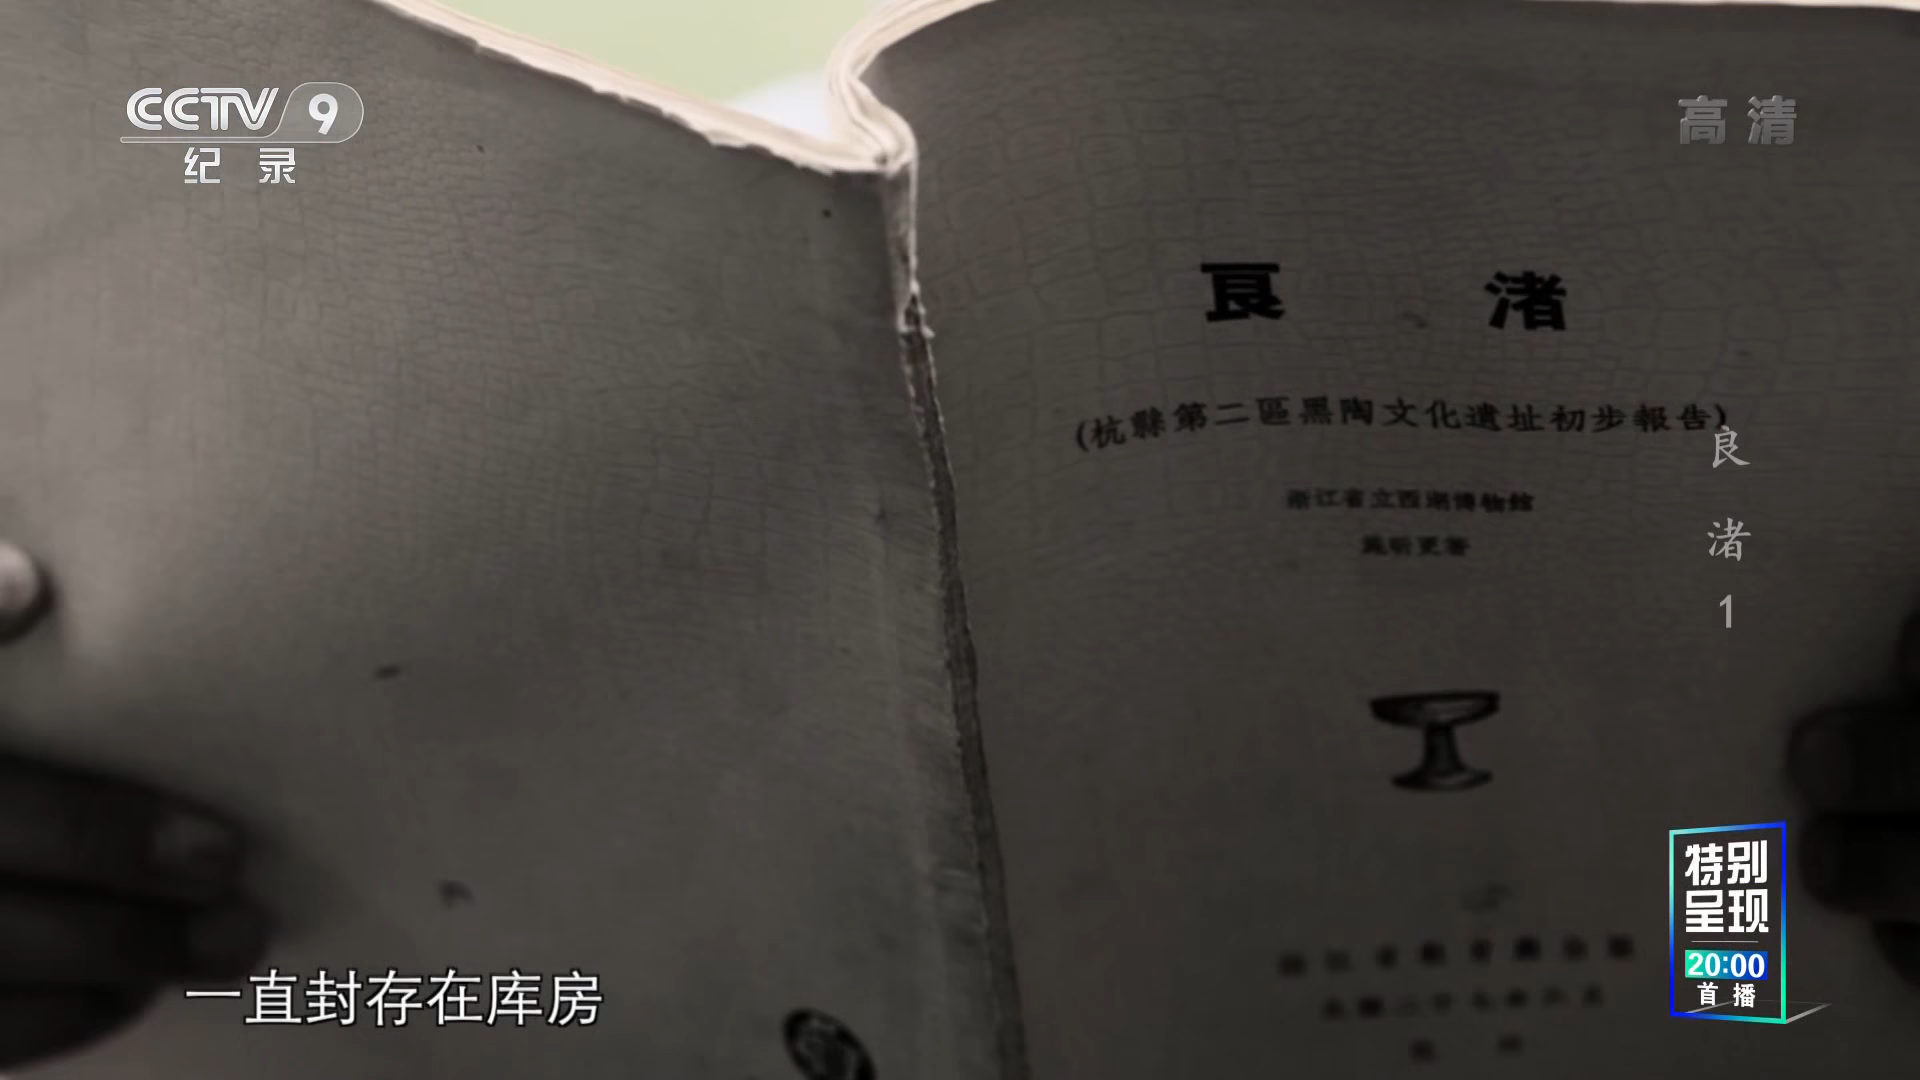 CCTV 9
纪录
高清
良渚
(杭縣第二區黑陶文化遺址初步報告)
浙江省立西湖博物館
施昕更著
良渚1
特别
呈现
20:00
首播
一直封存在库房